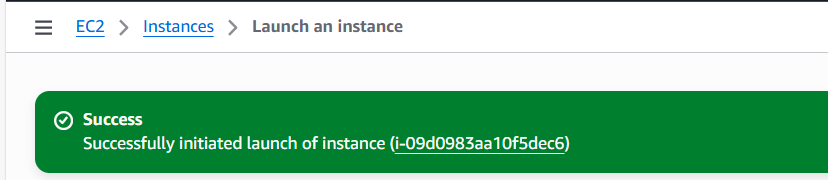 EC2 > Instances > Launch an instance
Success
Successfully initiated launch of instance (i-09d0983aa10f5dec6)